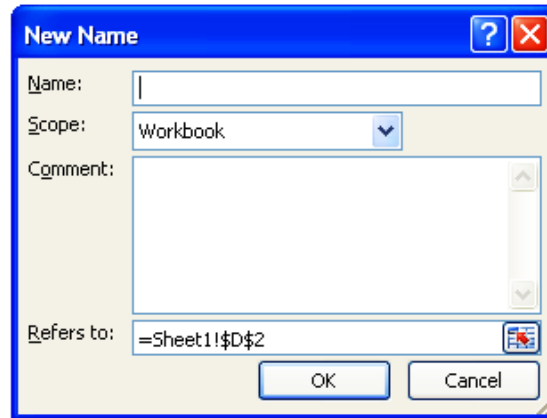 New Name
Name:
Scope: Workbook
Comment:
Refers to: =Sheet1!$D$2
OK Cancel